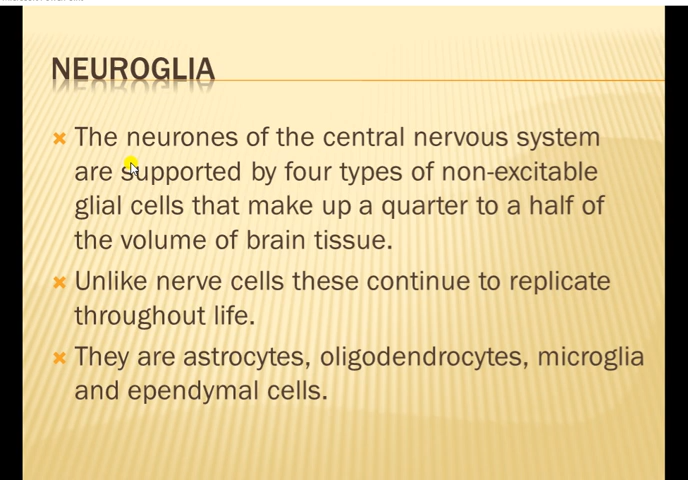 NEUROGLIA
The neurones of the central nervous system
are supported by four types of non-excitable
glial cells that make up a quarter to a half of
the volume of brain tissue.
Unlike nerve cells these continue to replicate
throughout life.
They are astrocytes, oligodendrocytes, microglia
and ependymal cells.